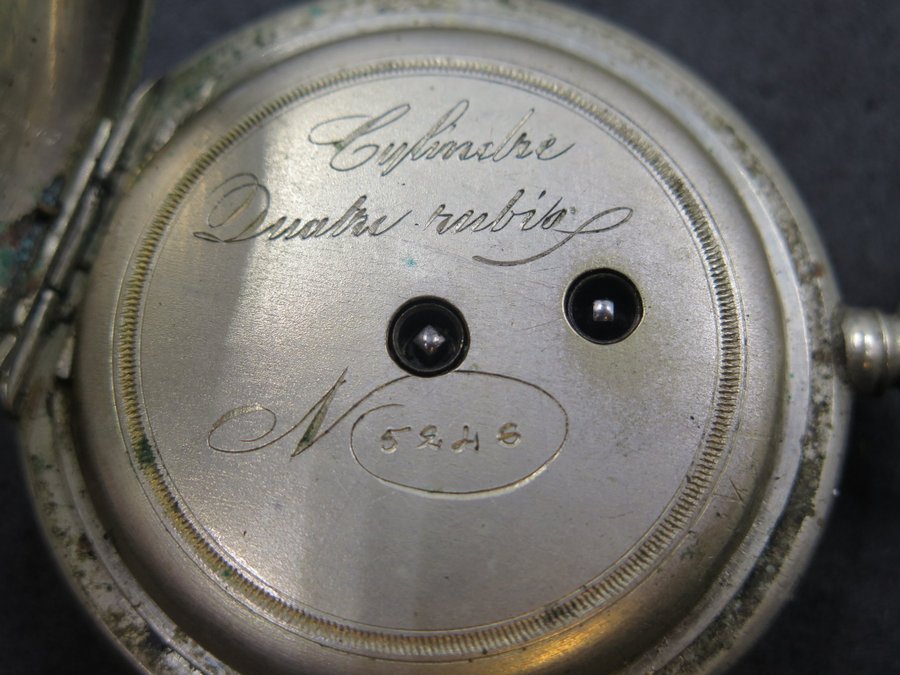 Cylindre
Quatre rubis
N 5246